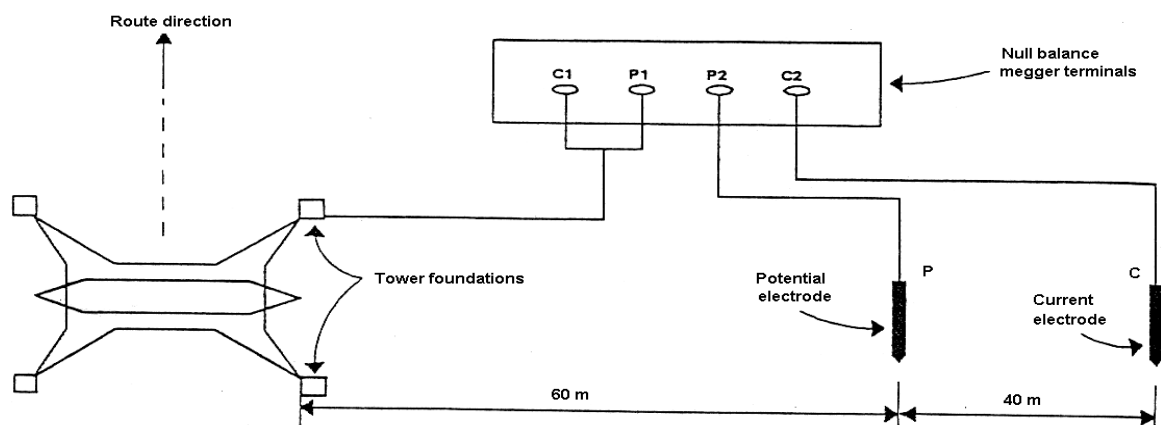 Route direction
C1 P1 P2 C2
Null balance
megger terminals
Tower foundations
Potential
electrode
P
C
Current
electrode
60 m
40 m